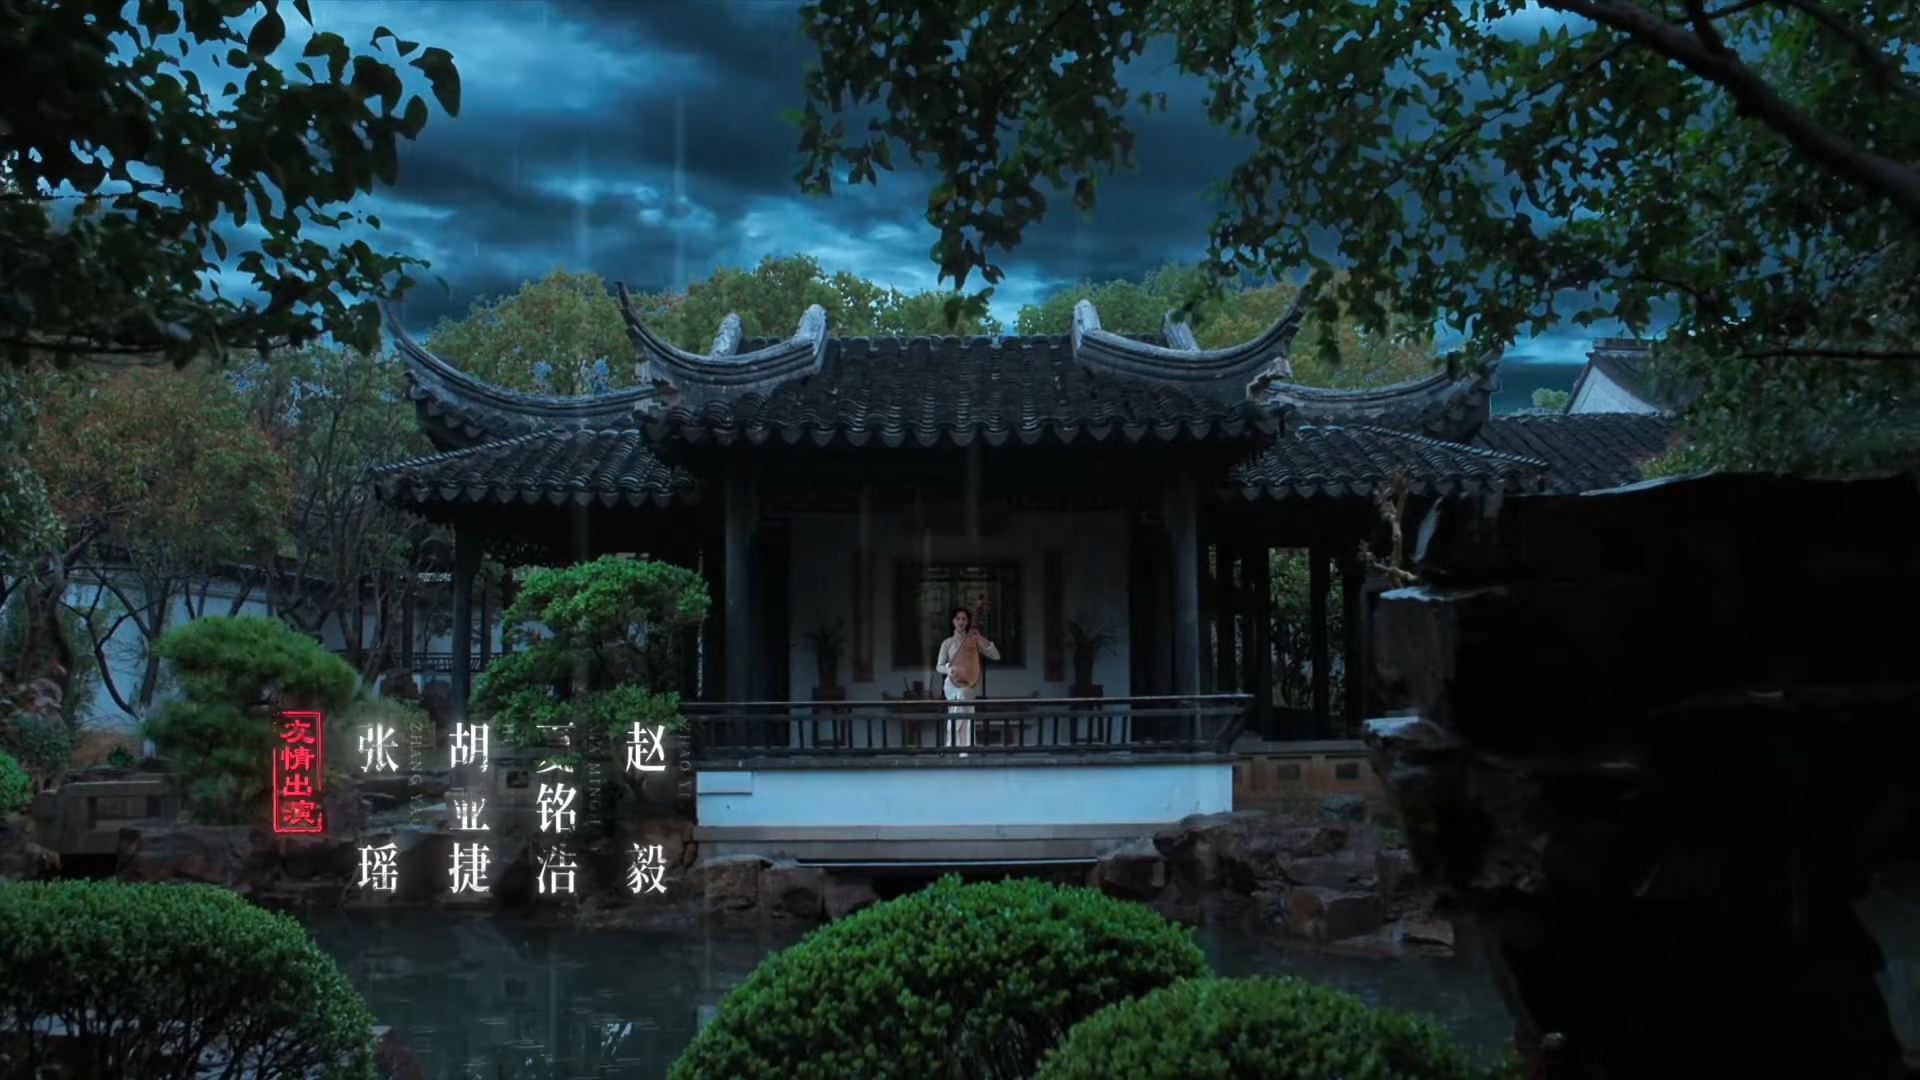 友情出演
张瑶
胡亚捷
夏铭浩
赵毅